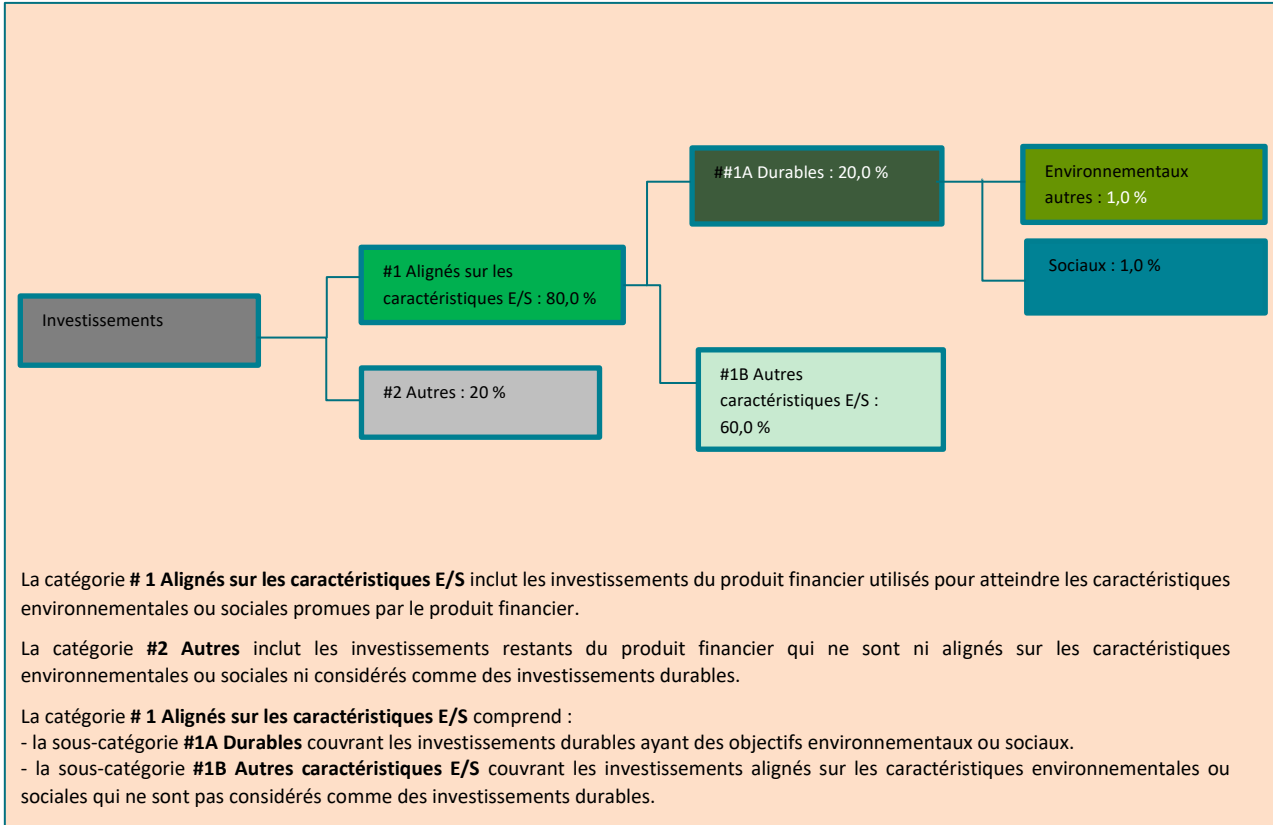 ##1A Durables : 20,0 %
Environnementaux
autres : 1,0 %
#1 Alignés sur les
caractéristiques E/S : 80,0 %
Sociaux : 1,0 %
Investissements
#2 Autres : 20 %
#1B Autres
caractéristiques E/S :
60,0 %
La catégorie # 1 Alignés sur les caractéristiques E/S inclut les investissements du produit financier utilisés pour atteindre les caractéristiques
environnementales ou sociales promues par le produit financier.
La catégorie #2 Autres inclut les investissements restants du produit financier qui ne sont ni alignés sur les caractéristiques
environnementales ou sociales ni considérés comme des investissements durables.
La catégorie # 1 Alignés sur les caractéristiques E/S comprend :
- la sous-catégorie #1A Durables couvrant les investissements durables ayant des objectifs environnementaux ou sociaux.
- la sous-catégorie #1B Autres caractéristiques E/S couvrant les investissements alignés sur les caractéristiques environnementales ou
sociales qui ne sont pas considérés comme des investissements durables.